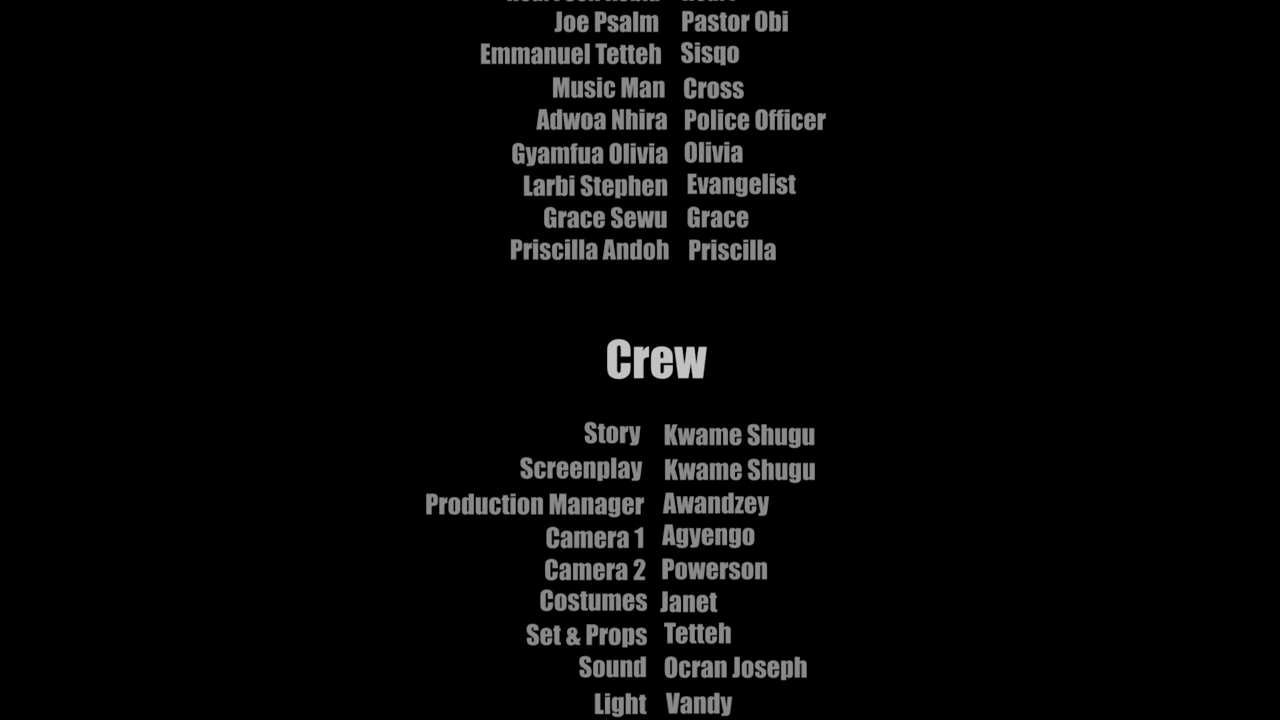 Joe Psalm Pastor Obi
Emmanuel Tetteh Sisqo
Music Man Cross
Adwoa Nhira Police Officer
Gyamfua Olivia Olivia
Larbi Stephen Evangelist
Grace Sewu Grace
Priscilla Andoh Priscilla
Crew
Story Kwame Shugu
Screenplay Kwame Shugu
Production Manager Awandzey
Camera 1 Agyengo
Camera 2 Powerson
Costumes Janet
Set & Props Tetteh
Sound Ocran Joseph
Light Vandy